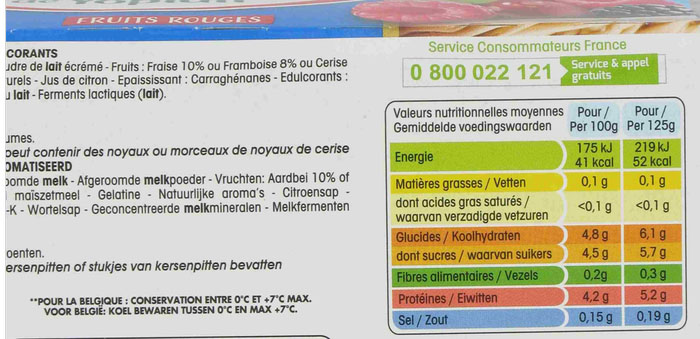 FRUITS ROUGES
CORANTS
udre de lait écrémé - Fruits : Fraise 10% ou Framboise 8% ou Cerise
urels - Jus de citron - Epaississant : Carraghénanes - Edulcorants :
u lait - Ferments lactiques (lait).
umes.
peut contenir des noyaux ou morceaux de noyaux de cerise
OMATISEERD
oomde melk - Afgeroomde melkpoeder - Vruchten: Aardbei 10% of
maïszetmeel - Gelatine - Natuurlijke aroma's - Citroensap -
-K - Wortelsap - Geconcentreerde melkmineralen - Melkfermenten
oenten.
ersenpitten of stukjes van kersenpitten bevatten
**POUR LA BELGIQUE : CONSERVATION ENTRE 0°C ET +7°C MAX.
VOOR BELGIË: KOEL BEWAREN TUSSEN 0°C EN MAX +7°C.
Service Consommateurs France
0 800 022 121 Service & appel
gratuits
Valeurs nutritionnelles moyennes Pour / Pour /
Gemiddelde voedingswaarden Per 100g Per 125g
Energie 175 kJ 219 kJ
41 kcal 52 kcal
Matières grasses / Vetten 0,1 g 0,1 g
dont acides gras saturés /
waarvan verzadigde vetzuren <0,1 g <0,1 g
Glucides / Koolhydraten 4,8 g 6,1 g
dont sucres / waarvan suikers 4,5 g 5,7 g
Fibres alimentaires / Vezels 0,2g 0,3 g
Protéines / Eiwitten 4,2 g 5,2 g
Sel / Zout 0,15 g 0,19 g